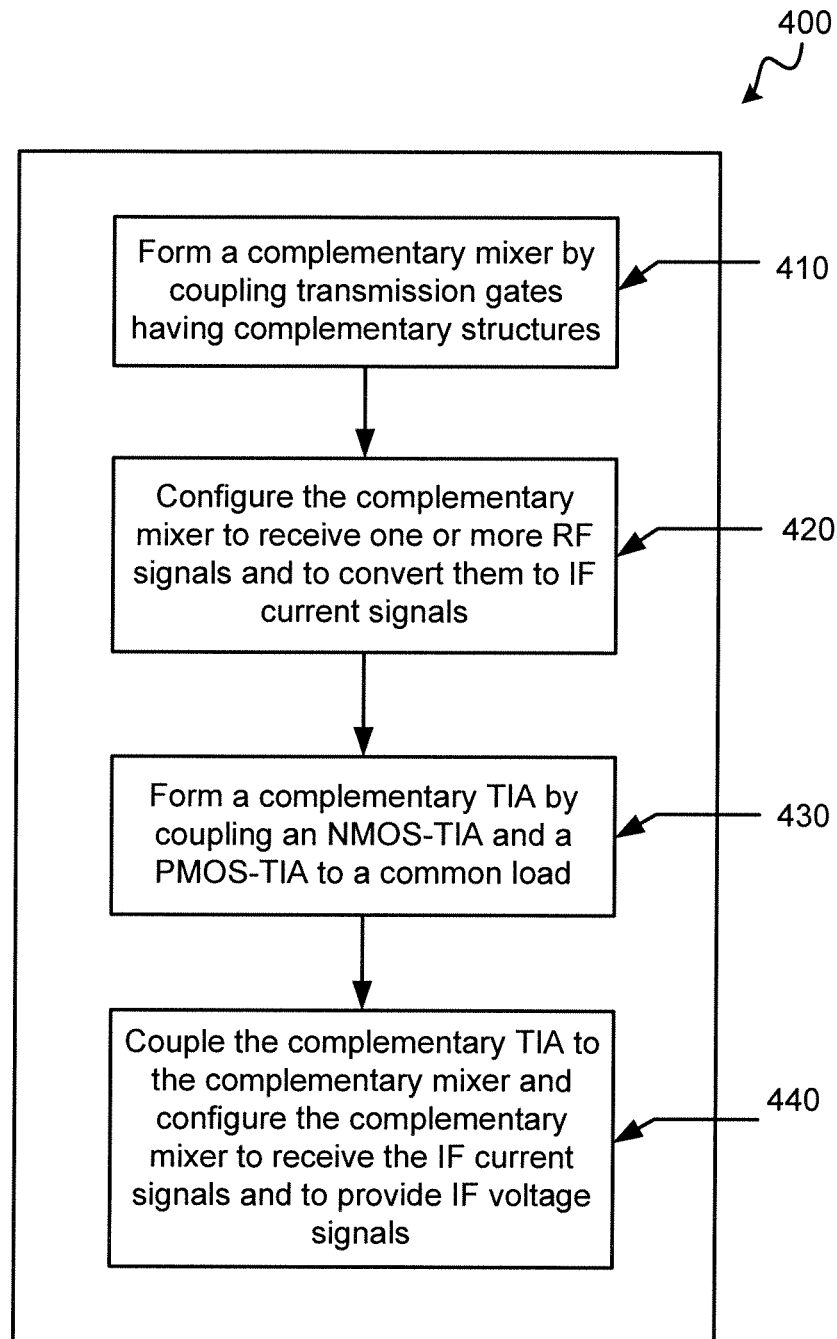 400
Form a complementary mixer by
coupling transmission gates
having complementary structures
410
Configure the complementary
mixer to receive one or more RF
signals and to convert them to IF
current signals
420
Form a complementary TIA by
coupling an NMOS-TIA and a
PMOS-TIA to a common load
430
Couple the complementary TIA to
the complementary mixer and
configure the complementary
mixer to receive the IF current
signals and to provide IF voltage
signals
440